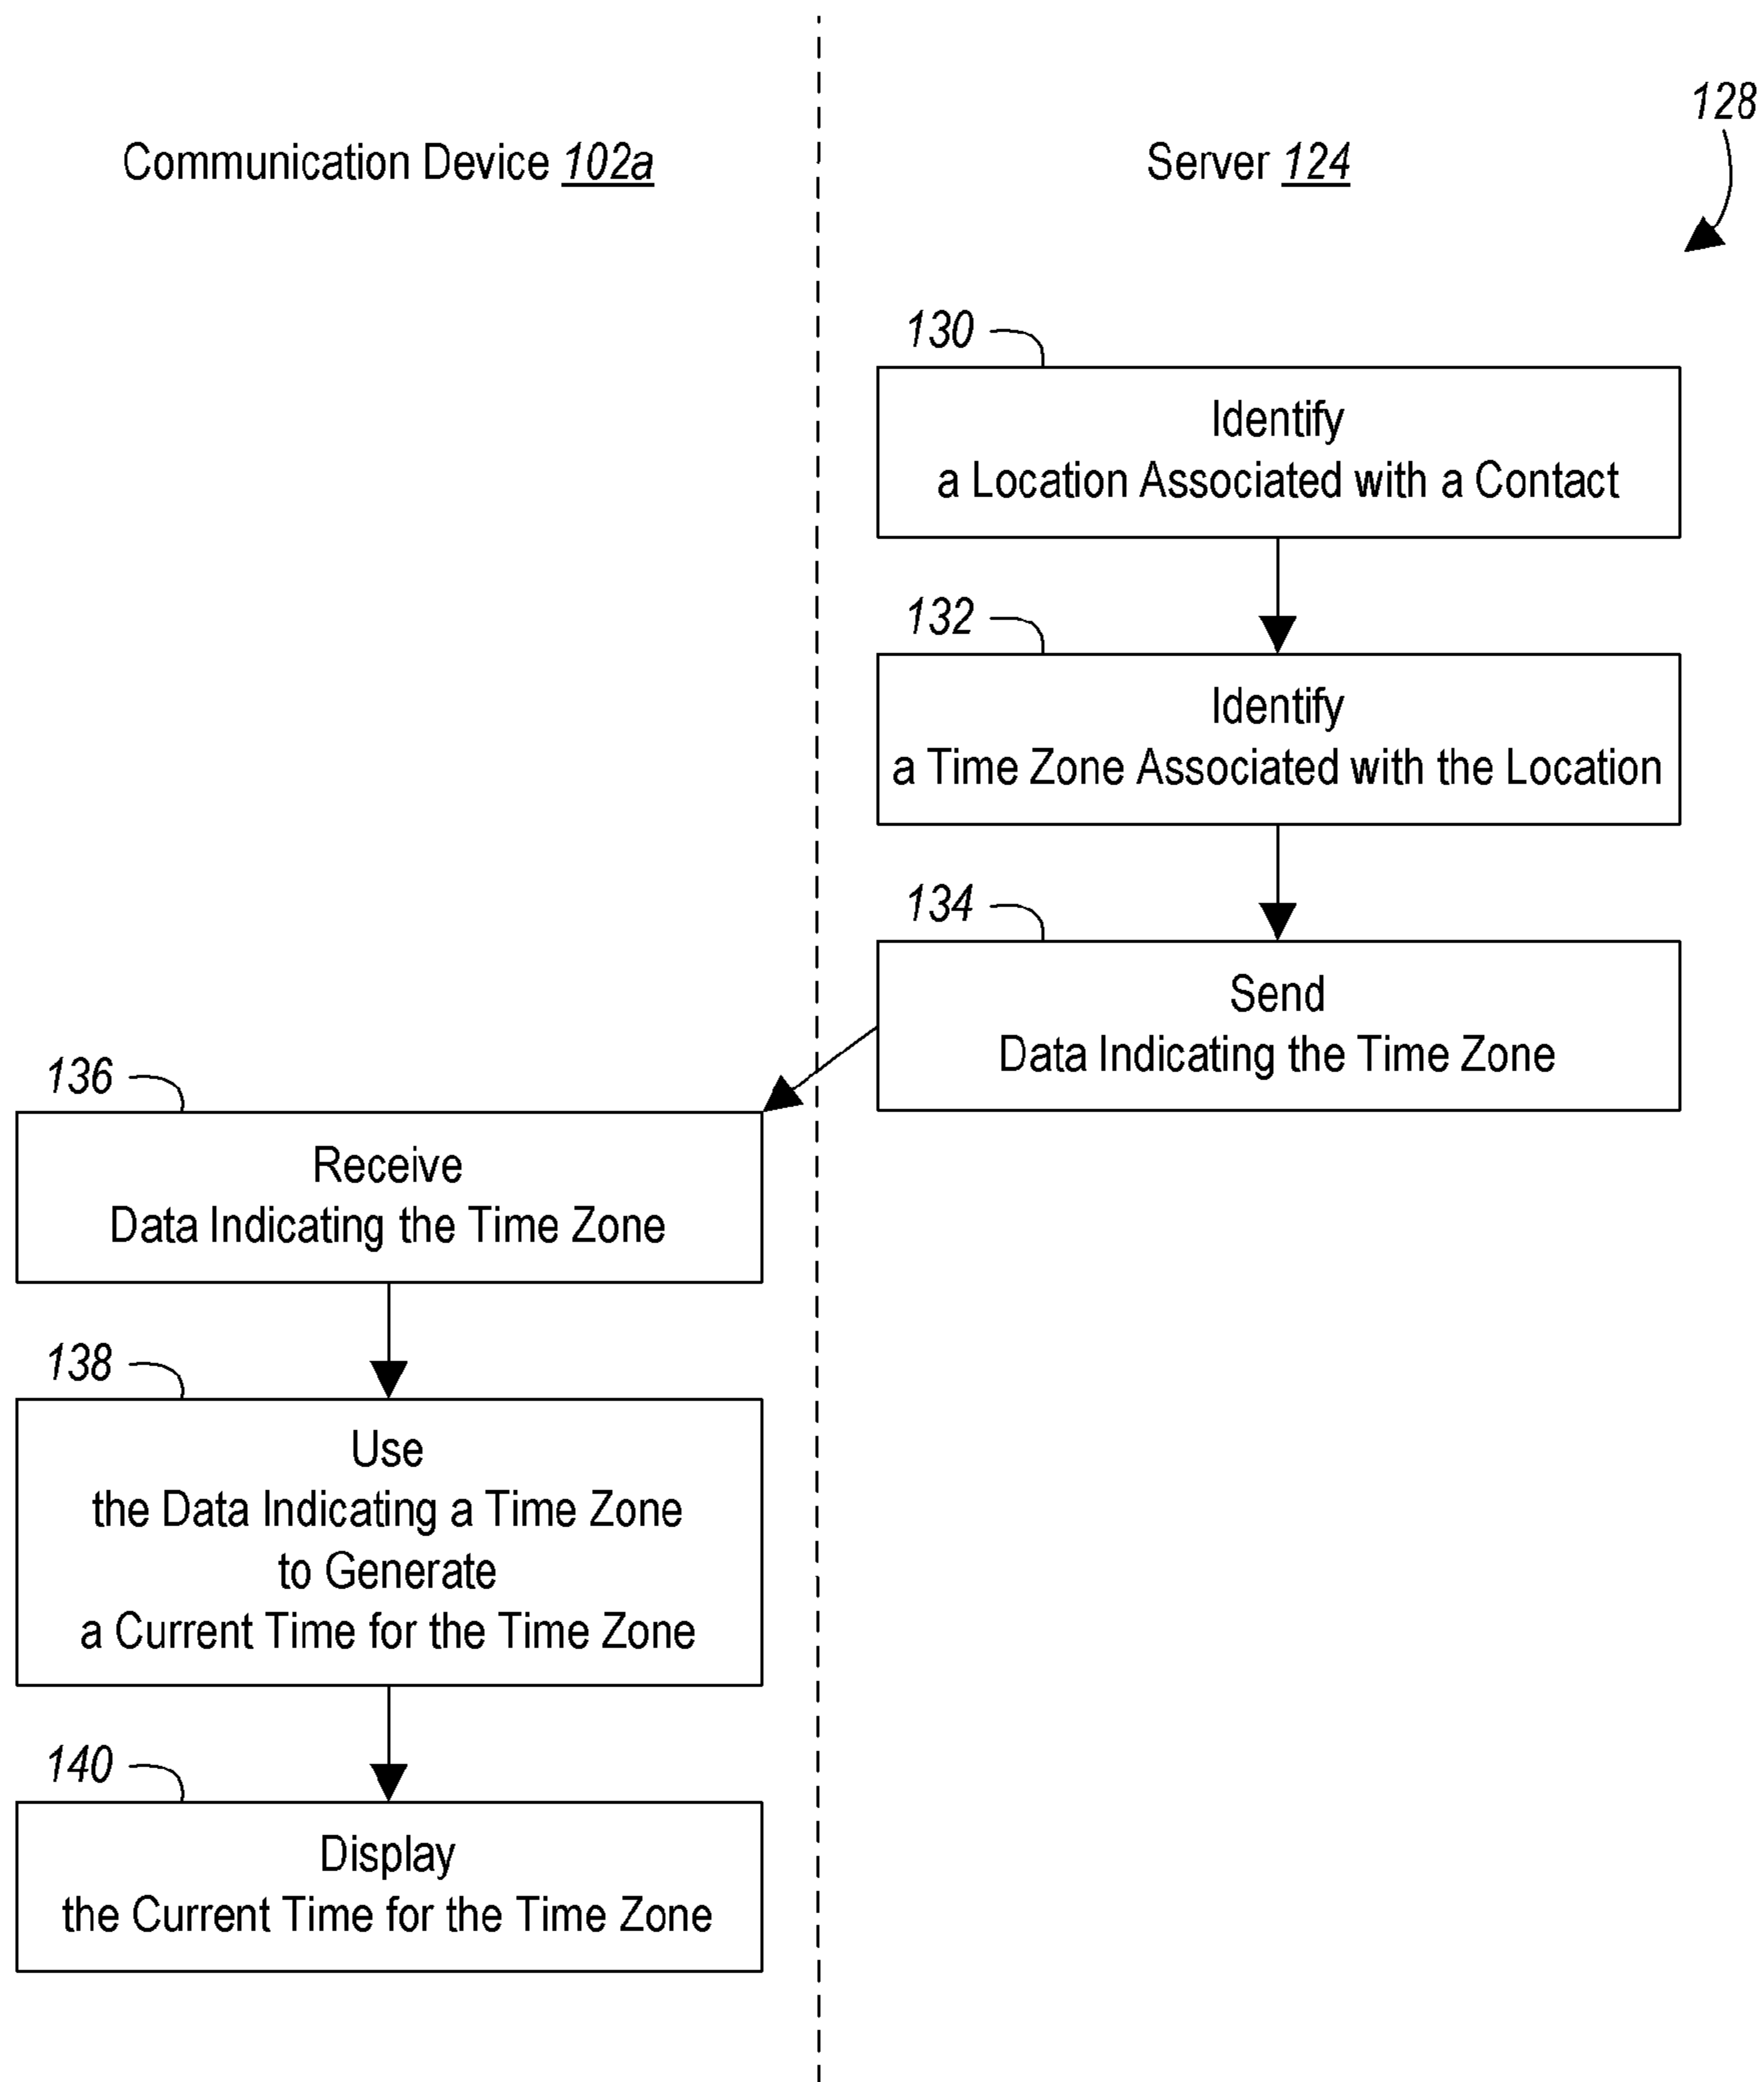 128
Communication Device 102a
Server 124
130
Identify
a Location Associated with a Contact
132
Identify
a Time Zone Associated with the Location
134
Send
Data Indicating the Time Zone
136
Receive
Data Indicating the Time Zone
138
Use
the Data Indicating a Time Zone
to Generate
a Current Time for the Time Zone
140
Display
the Current Time for the Time Zone